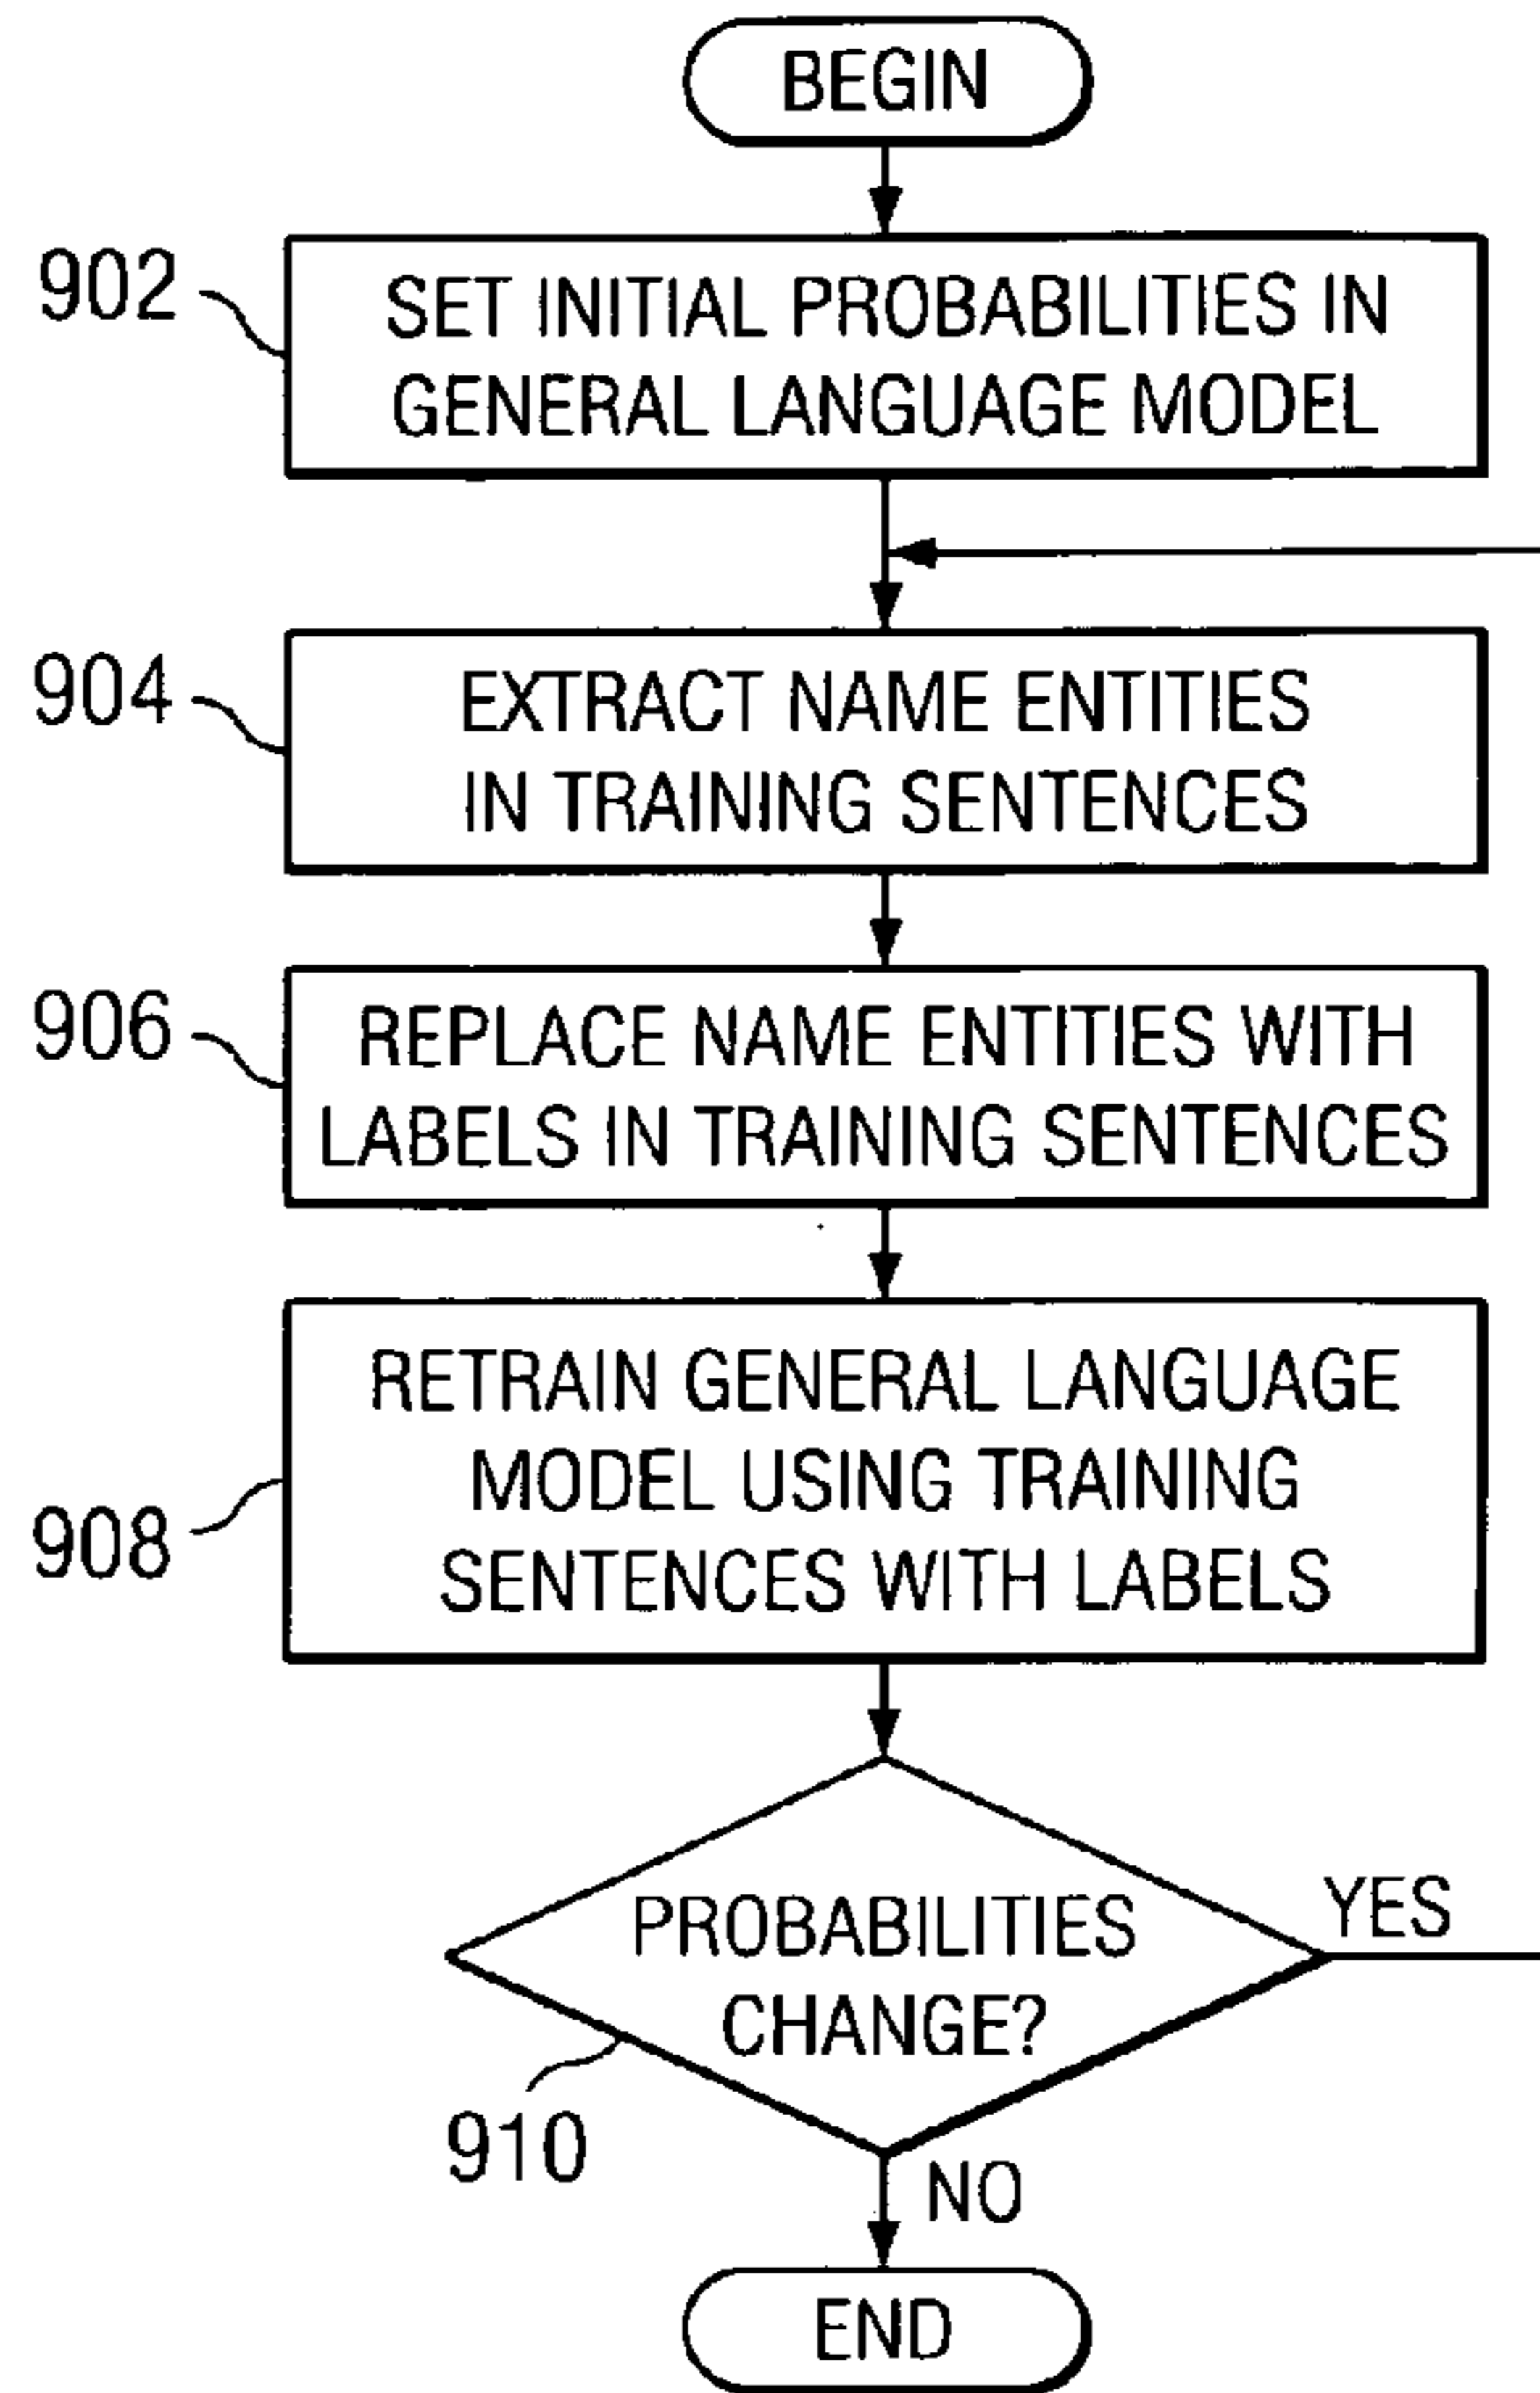 BEGIN
902
SET INITIAL PROBABILITIES IN
GENERAL LANGUAGE MODEL
904
EXTRACT NAME ENTITIES
IN TRAINING SENTENCES
906
REPLACE NAME ENTITIES WITH
LABELS IN TRAINING SENTENCES
908
RETRAIN GENERAL LANGUAGE
MODEL USING TRAINING
SENTENCES WITH LABELS
PROBABILITIES
CHANGE?
YES
910
NO
END